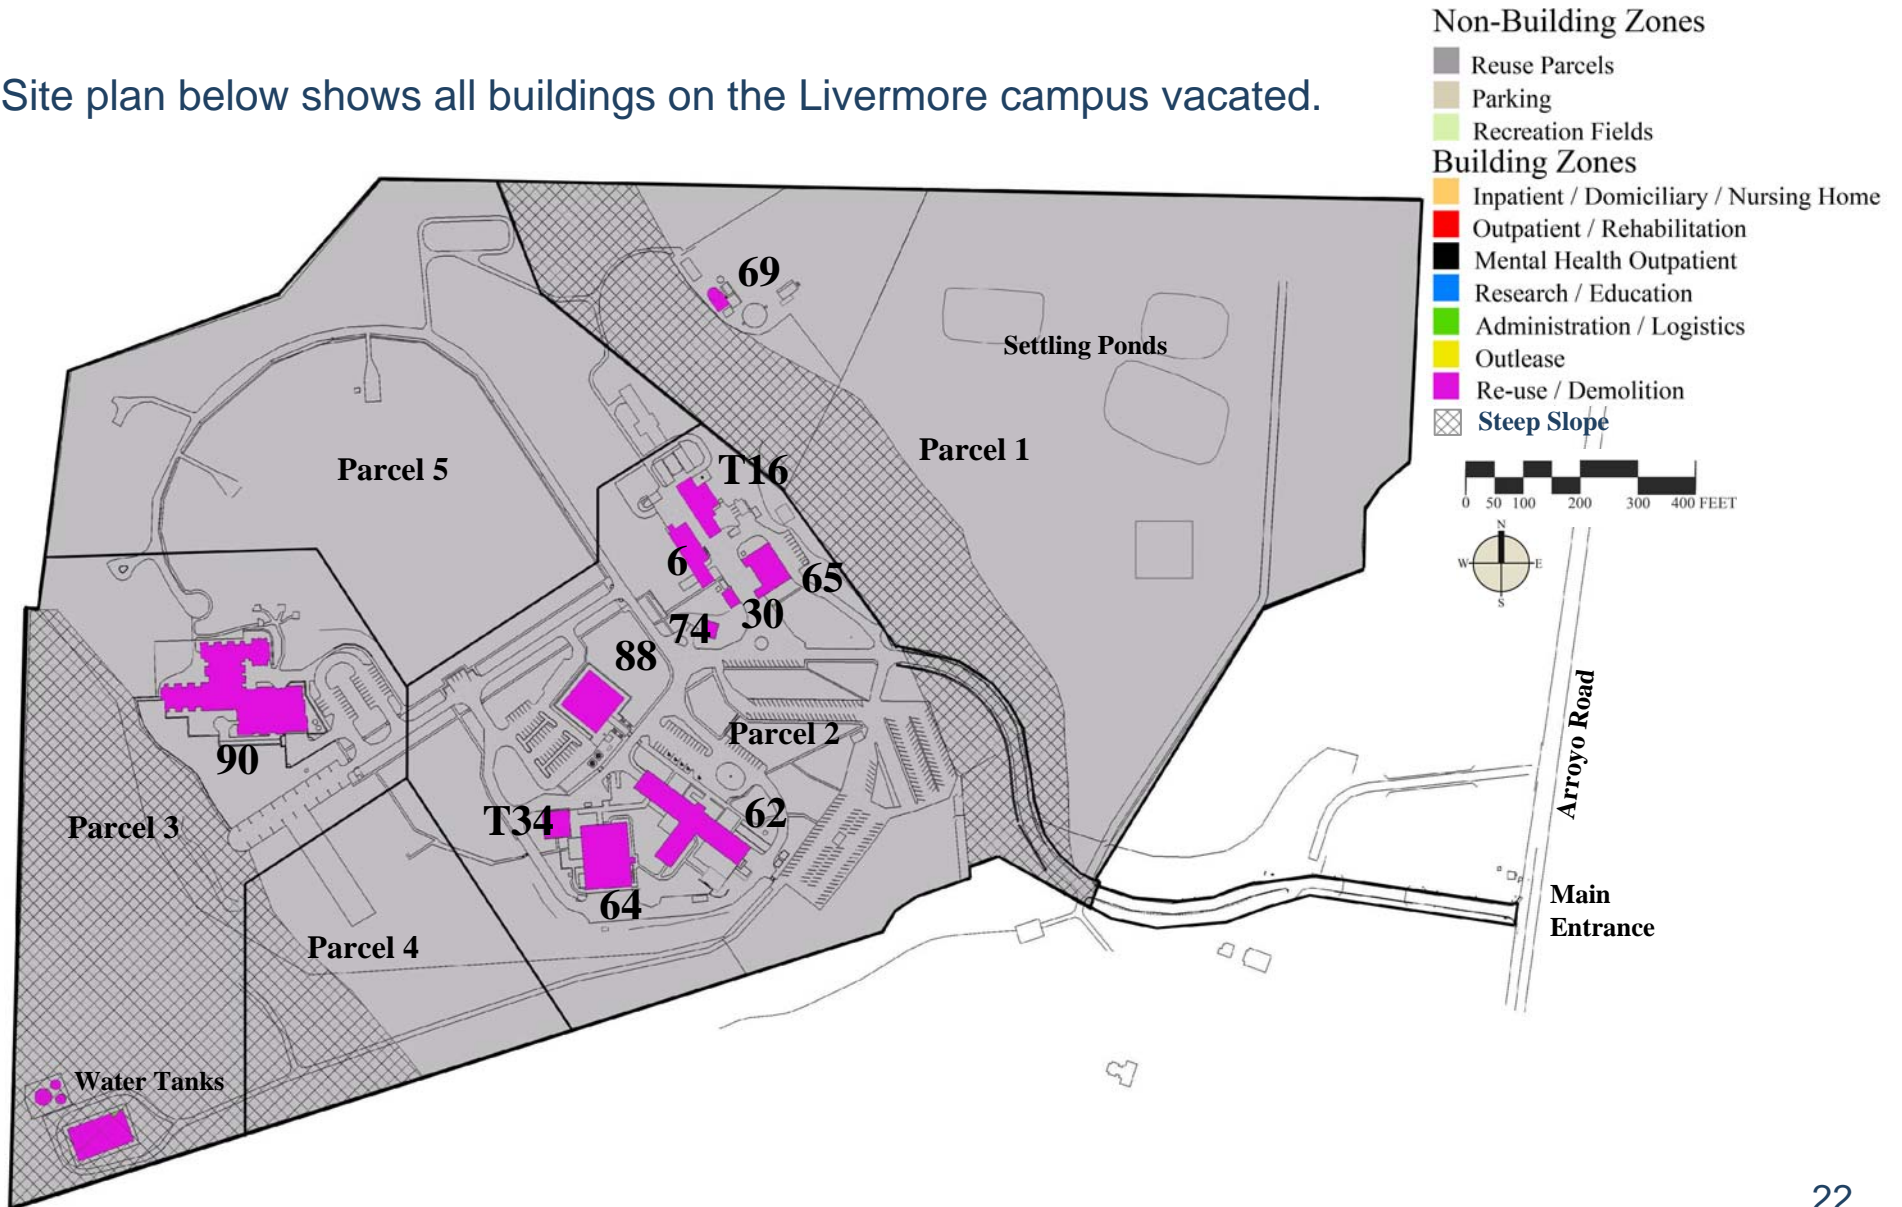 Site plan below shows all buildings on the Livermore campus vacated.
Non-Building Zones
Reuse Parcels
Parking
Recreation Fields
Building Zones
Inpatient / Domiciliary / Nursing Home
Outpatient / Rehabilitation
Mental Health Outpatient
Research / Education
Administration / Logistics
Outlease
Re-use / Demolition
Steep Slope
0 50 100 200 300 400 FEET
N
W E
S
69
Settling Ponds
Parcel 1
Parcel 5
T16
6
65
30
74
88
Parcel 2
90
T34
62
64
Parcel 3
Parcel 4
Water Tanks
Arroyo Road
Main
Entrance
22